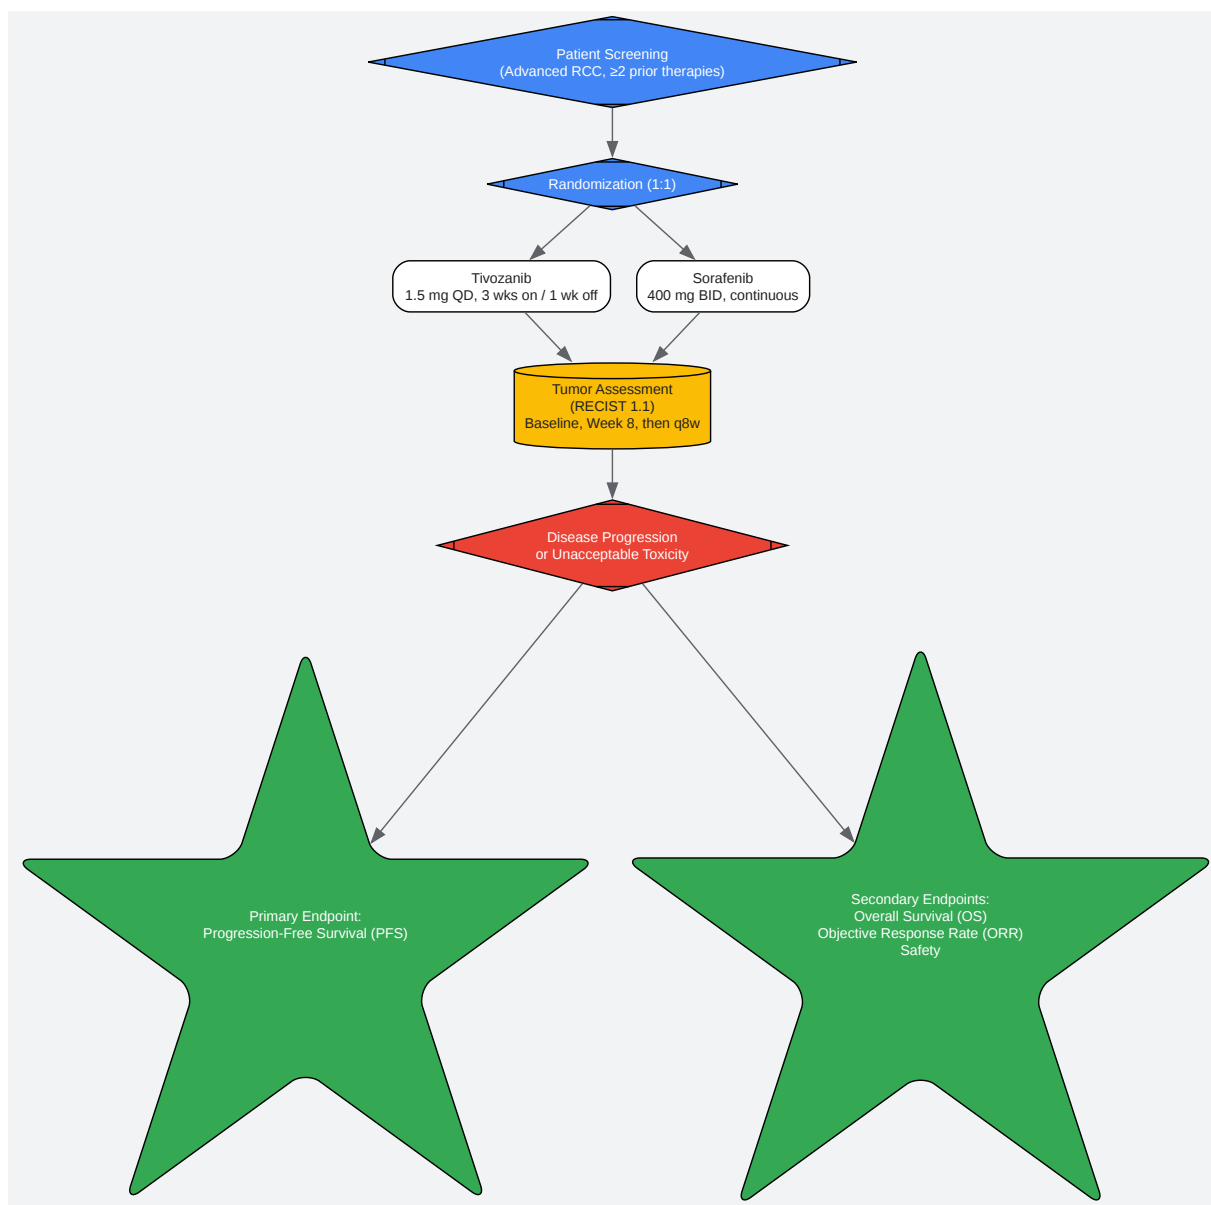 Patient Screening
(Advanced RCC, ≥2 prior therapies)
Randomization (1:1)
Tivozanib
1.5 mg QD, 3 wks on / 1 wk off
Sorafenib
400 mg BID, continuous
Tumor Assessment
(RECIST 1.1)
Baseline, Week 8, then q8w
Disease Progression
or Unacceptable Toxicity
Primary Endpoint:
Progression-Free Survival (PFS)
Secondary Endpoints:
Overall Survival (OS)
Objective Response Rate (ORR)
Safety